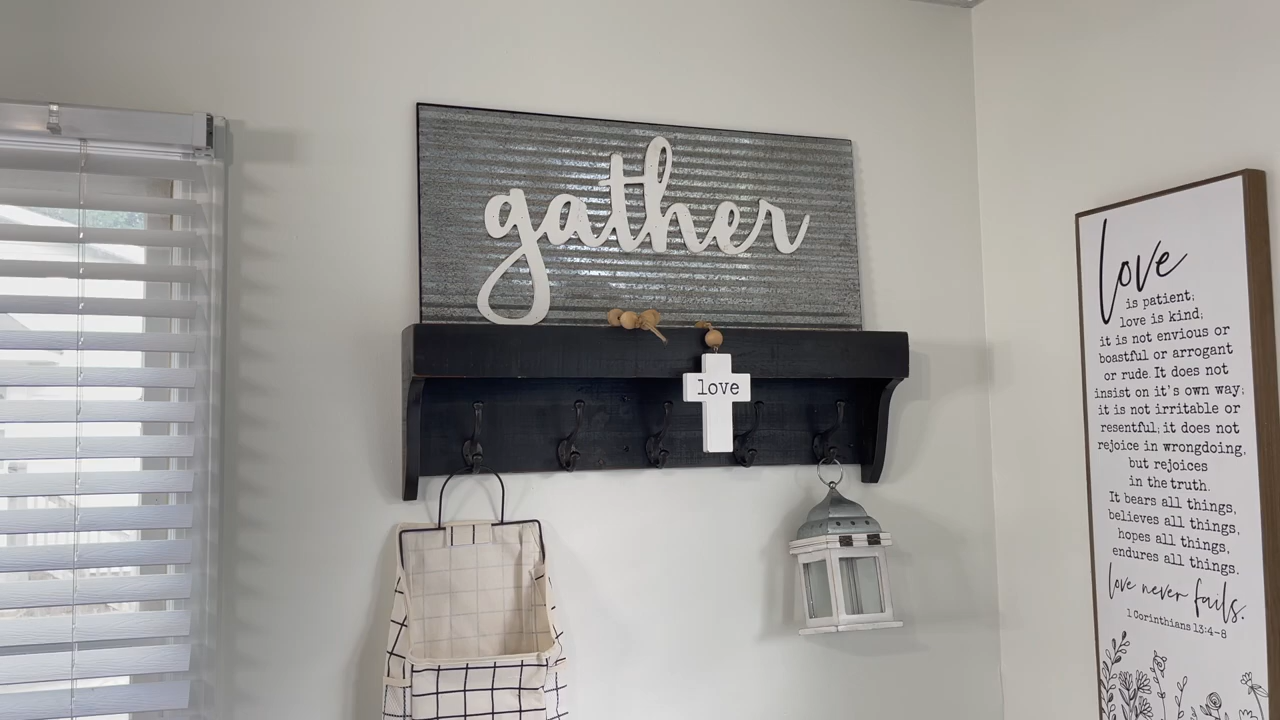 gather
love
love
is patient;
love is kind;
it is not envious or
boastful or arrogant
or rude. It does not
insist on it's own way;
it is not irritable or
resentful; it does not
rejoice in wrongdoing,
but rejoices
in the truth.
It bears all things,
believes all things,
hopes all things,
endures all things.
love never fails.
1 Corinthians 13:4-8